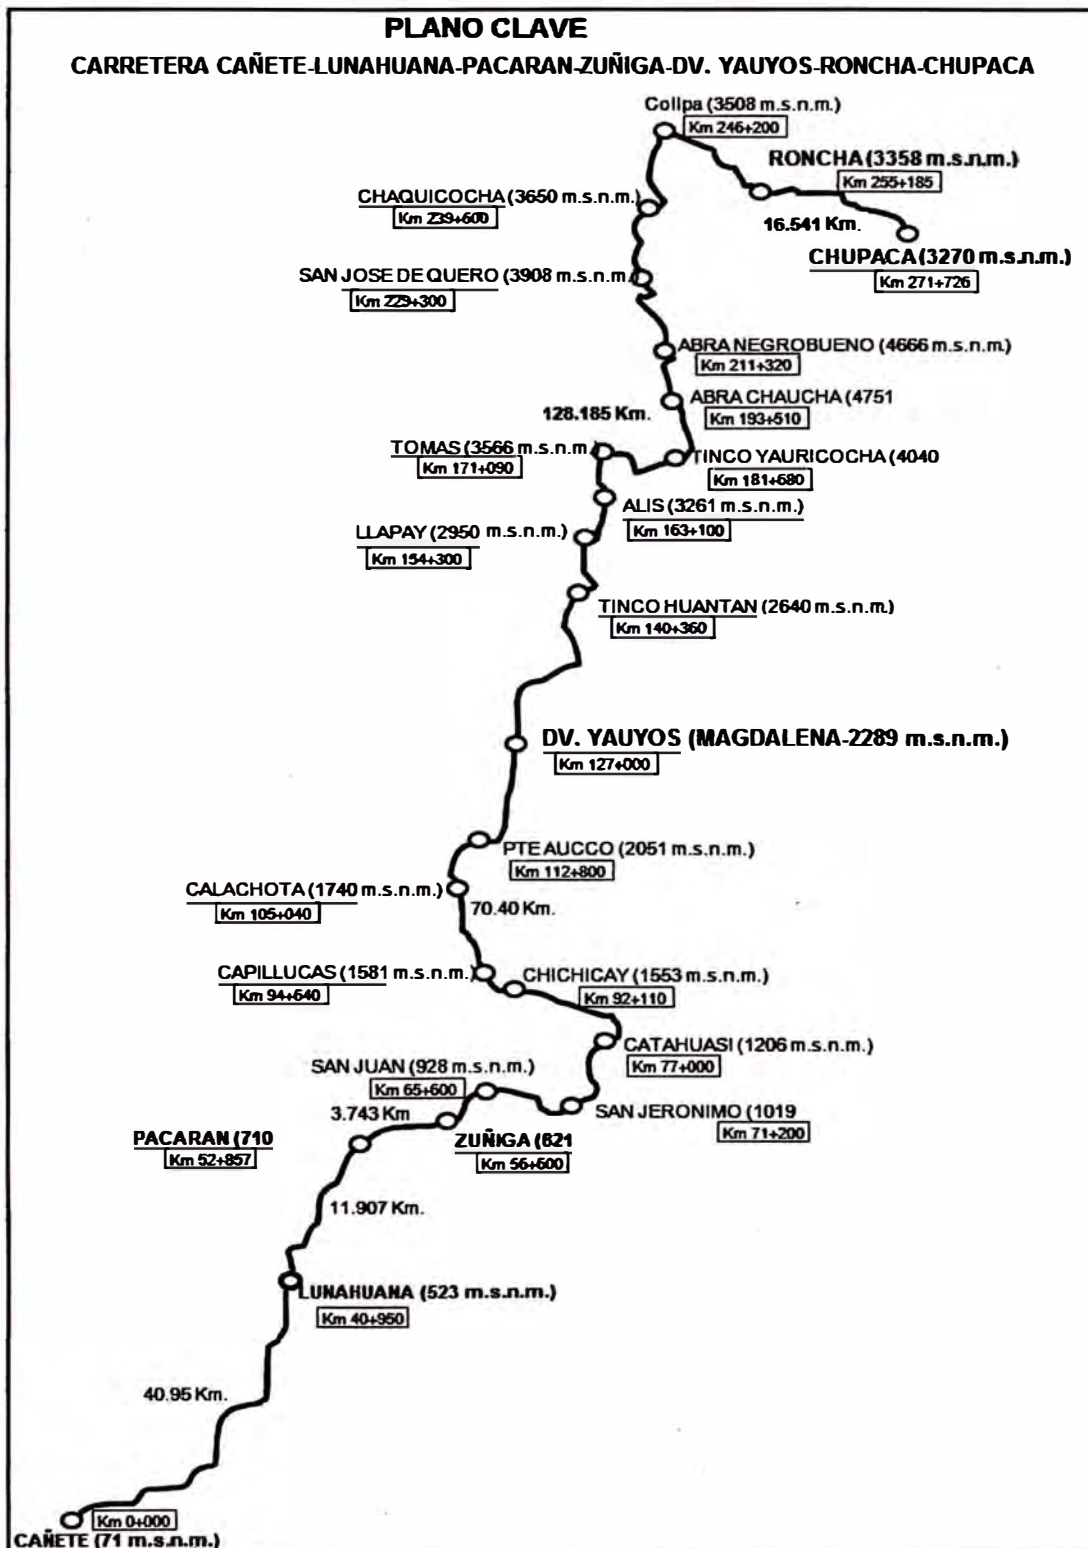 PLANO CLAVE
CARRETERA CAÑETE-LUNAHUANA-PACARAN-ZUÑIGA-DV. YAUYOS-RONCHA-CHUPACA
Collpa (3508 m.s.n.m.)
Km 246+200
RONCHA (3358 m.s.n.m.)
Km 255+185
CHAQUICOCHA (3650 m.s.n.m.)
Km 239+600
16.541 Km.
CHUPACA (3270 m.s.n.m.)
Km 271+726
SAN JOSE DE QUERO (3908 m.s.n.m.)
Km 229+300
ABRA NEGROBUENO (4666 m.s.n.m.)
Km 211+320
ABRA CHAUCHA (4751
Km 193+510
128.185 Km.
TOMAS (3566 m.s.n.m.)
Km 171+090
TINCO YAURICOCHA (4040
Km 181+680
ALIS (3261 m.s.n.m.)
Km 163+100
LLAPAY (2950 m.s.n.m.)
Km 154+300
TINCO HUANTAN (2640 m.s.n.m.)
Km 140+360
DV. YAUYOS (MAGDALENA-2289 m.s.n.m.)
Km 127+000
PTE AUCCO (2051 m.s.n.m.)
Km 112+800
CALACHOTA (1740 m.s.n.m.)
Km 105+040
70.40 Km.
CAPILLUCAS (1581 m.s.n.m.)
Km 94+640
CHICHICAY (1553 m.s.n.m.)
Km 92+110
CATAHUASI (1206 m.s.n.m.)
Km 77+000
SAN JUAN (928 m.s.n.m.)
Km 65+600
SAN JERONIMO (1019
Km 71+200
3.743 Km
PACARAN (710
Km 52+857
ZUÑIGA (821
Km 56+600
11.907 Km.
LUNAHUANA (523 m.s.n.m.)
Km 40+950
40.95 Km.
Km 0+000
CAÑETE (71 m.s.n.m.)